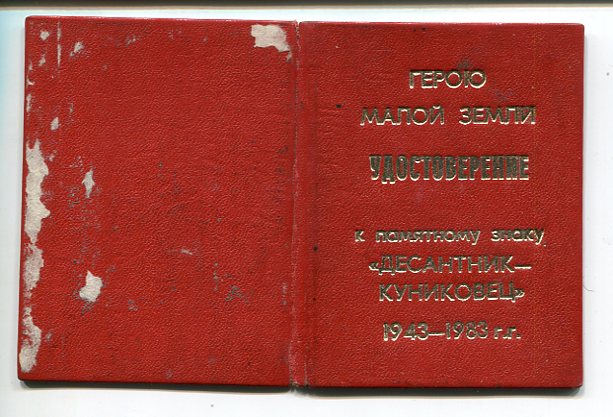 ГЕРОЮ
МАЛОЙ ЗЕМЛИ
УДОСТОВЕРЕНИЕ
к памятному знаку
«ДЕСАНТНИК—
КУНИКОВЕЦ»
1943—1983 г.г.